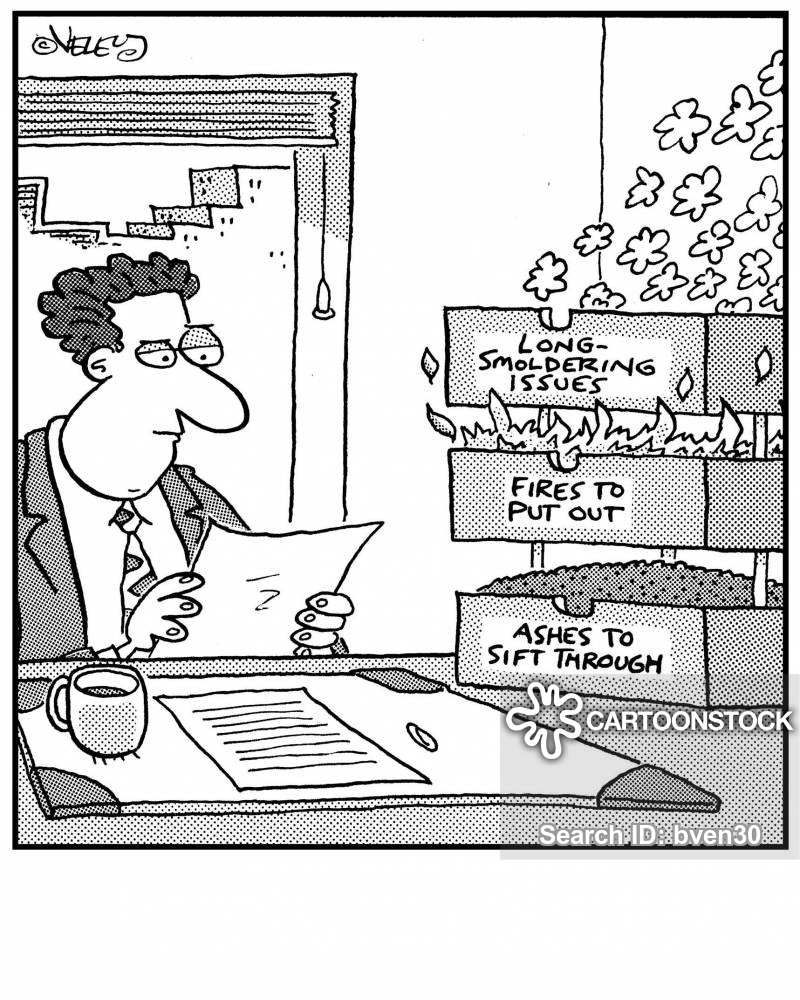 ©VELEY
LONG-
SMOLDERING
ISSUES
FIRES TO
PUT OUT
ASHES TO
SIFT THROUGH
CARTOONSTOCK
Search ID: bven30